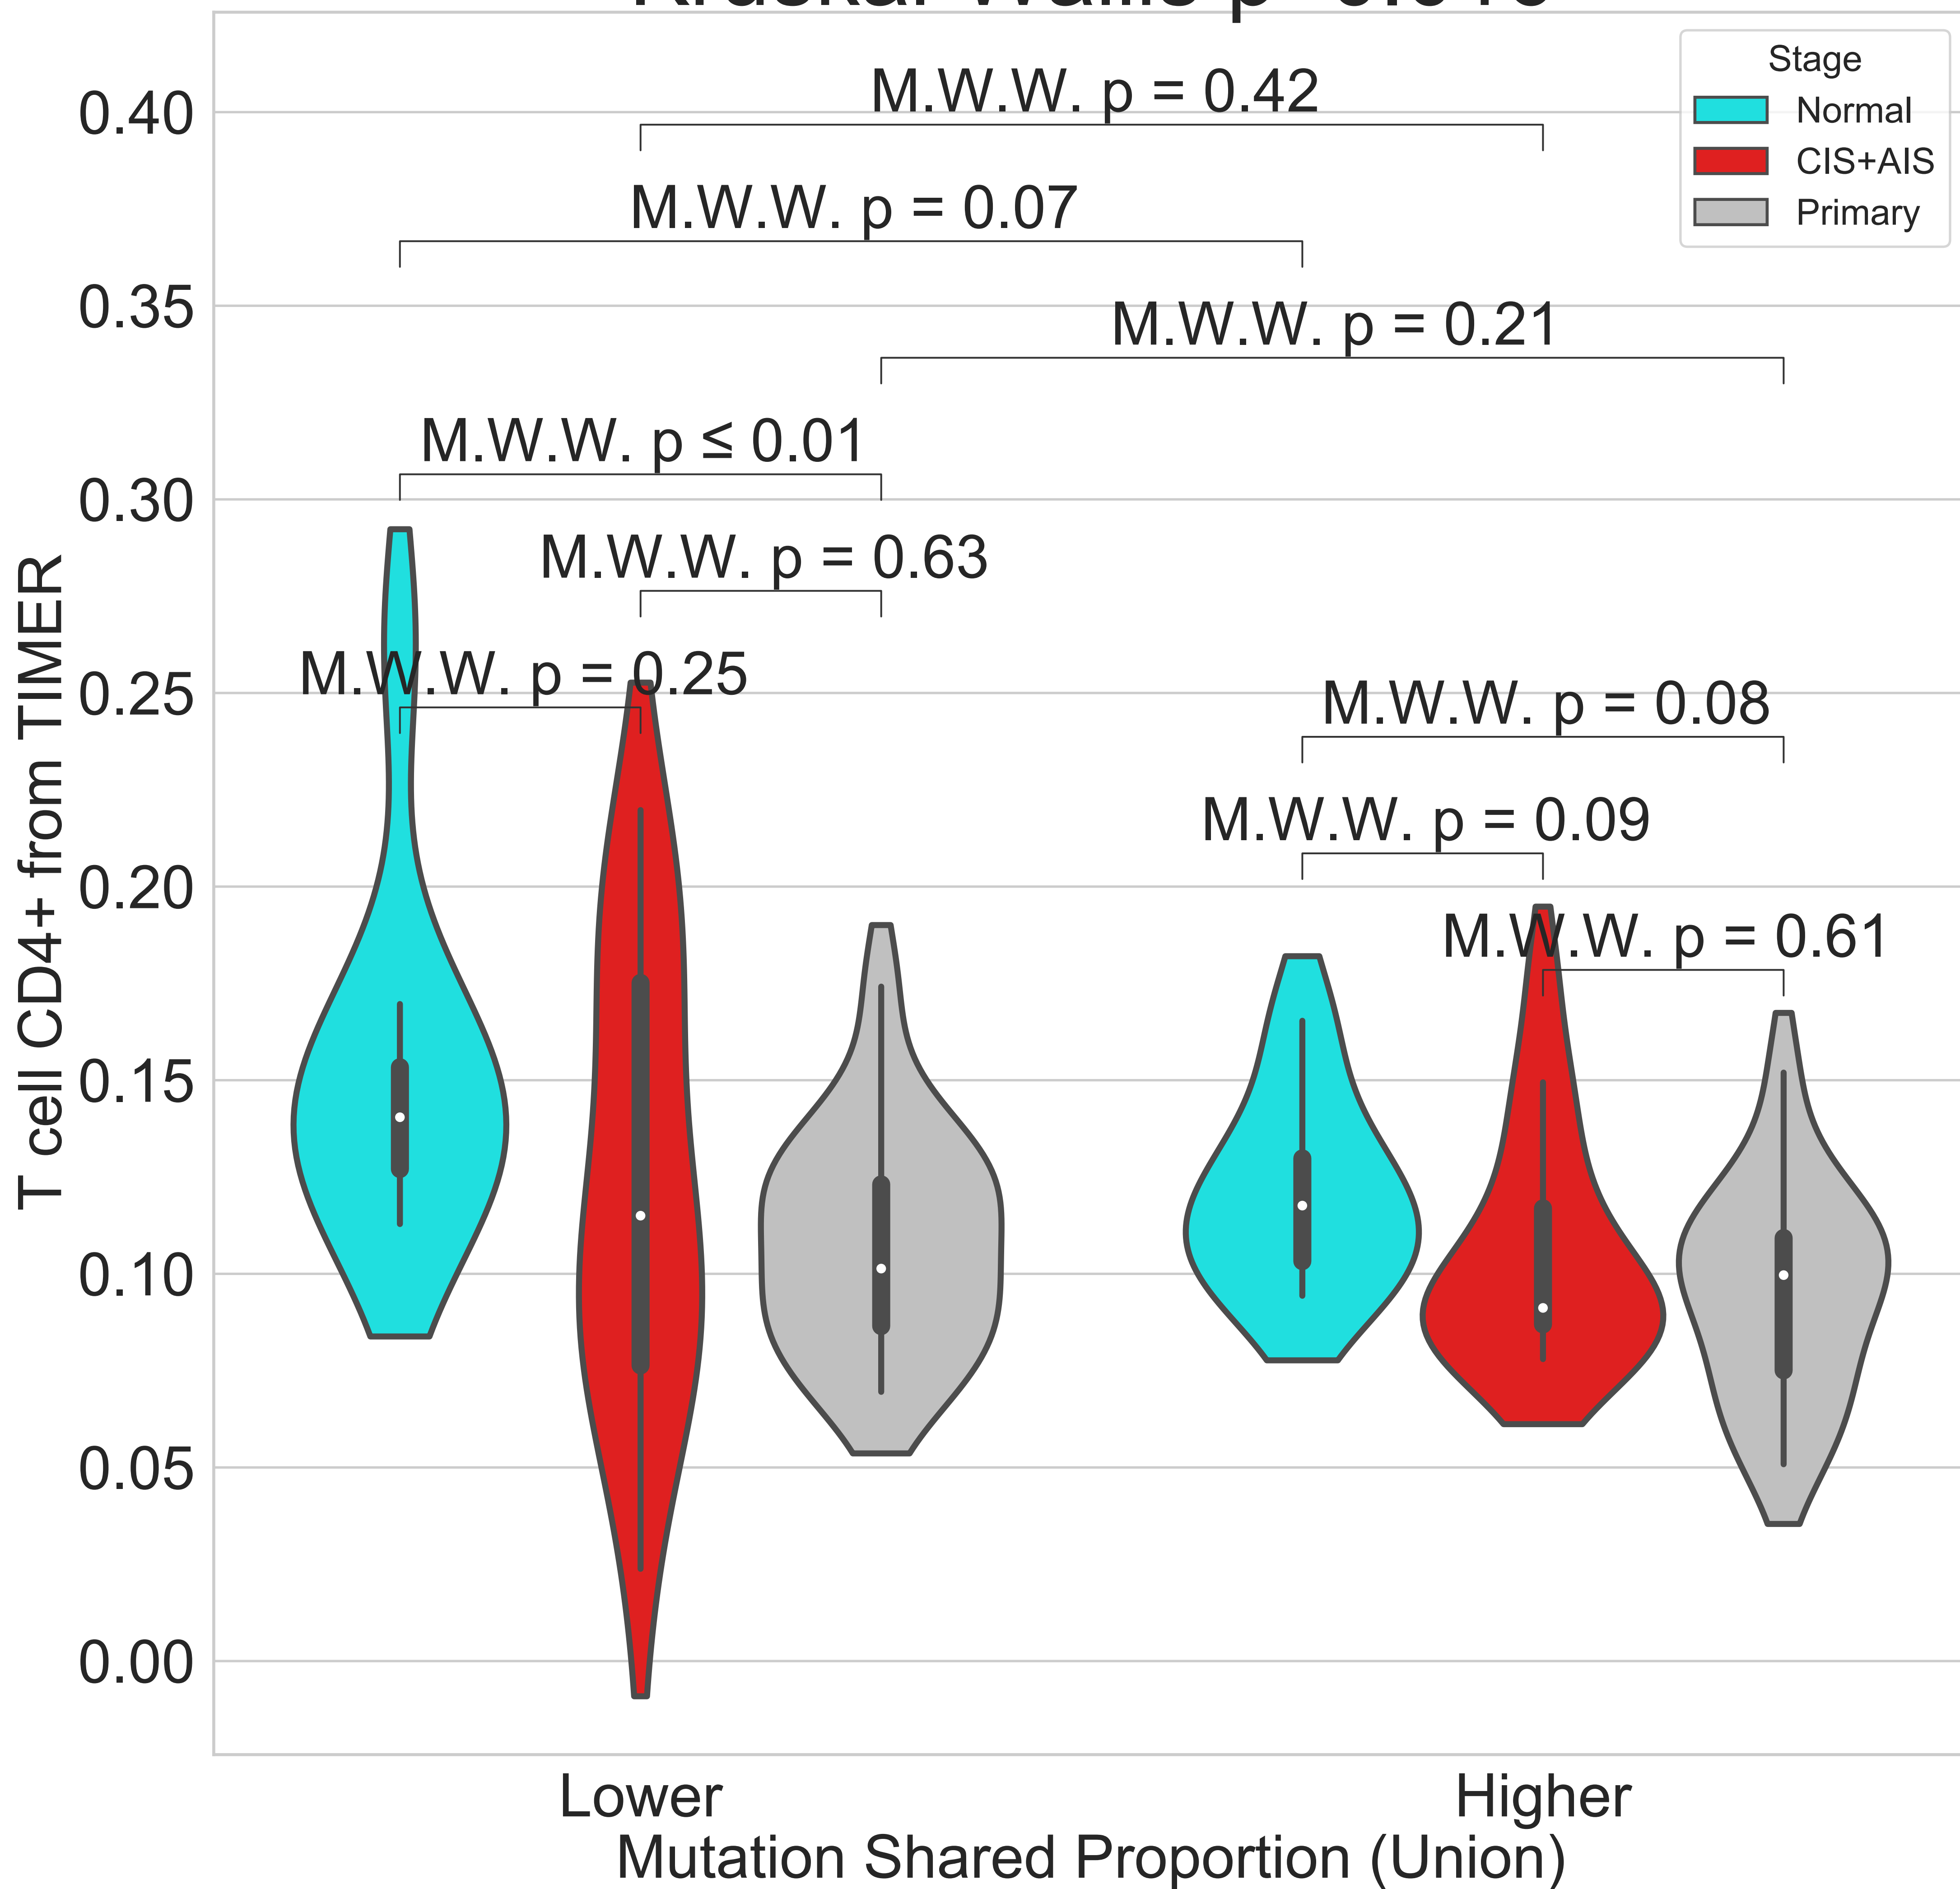 Stage
Normal
CIS+AIS
Primary
M.W.W. p = 0.42
M.W.W. p = 0.07
M.W.W. p = 0.21
M.W.W. p ≤ 0.01
M.W.W. p = 0.63
M.W.W. p = 0.25
M.W.W. p = 0.08
M.W.W. p = 0.09
M.W.W. p = 0.61
T cell CD4+ from TIMER
0.40
0.35
0.30
0.25
0.20
0.15
0.10
0.05
0.00
Lower
Higher
Mutation Shared Proportion (Union)